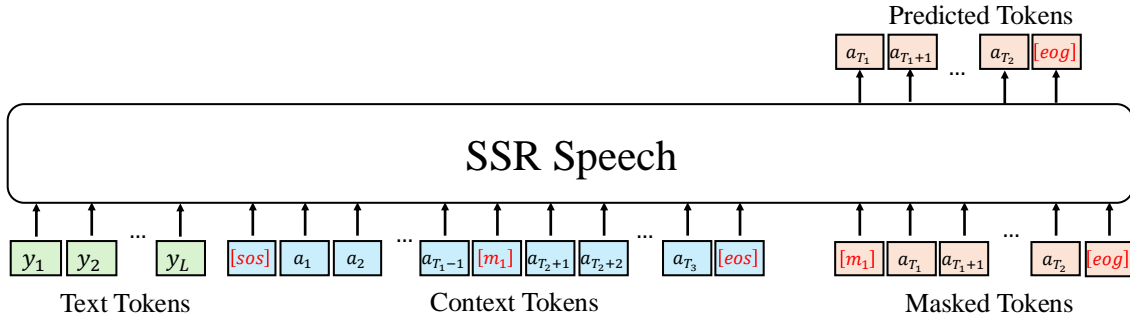 Predicted Tokens
a_{T_1} a_{T_1+1} ... a_{T_2} [eog]
SSR Speech
y_1 y_2 ... y_L [sos] a_1 a_2 ... a_{T_1-1} [m_1] a_{T_2+1} a_{T_2+2} ... a_{T_3} [eos] [m_1] a_{T_1} a_{T_1+1} ... a_{T_2} [eog]
Text Tokens Context Tokens Masked Tokens